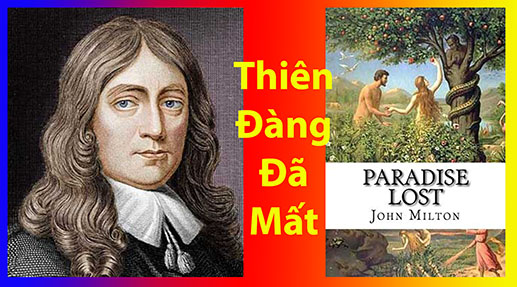 Thiên
Đàng
Đã
Mất
PARADISE
LOST
JOHN MILTON